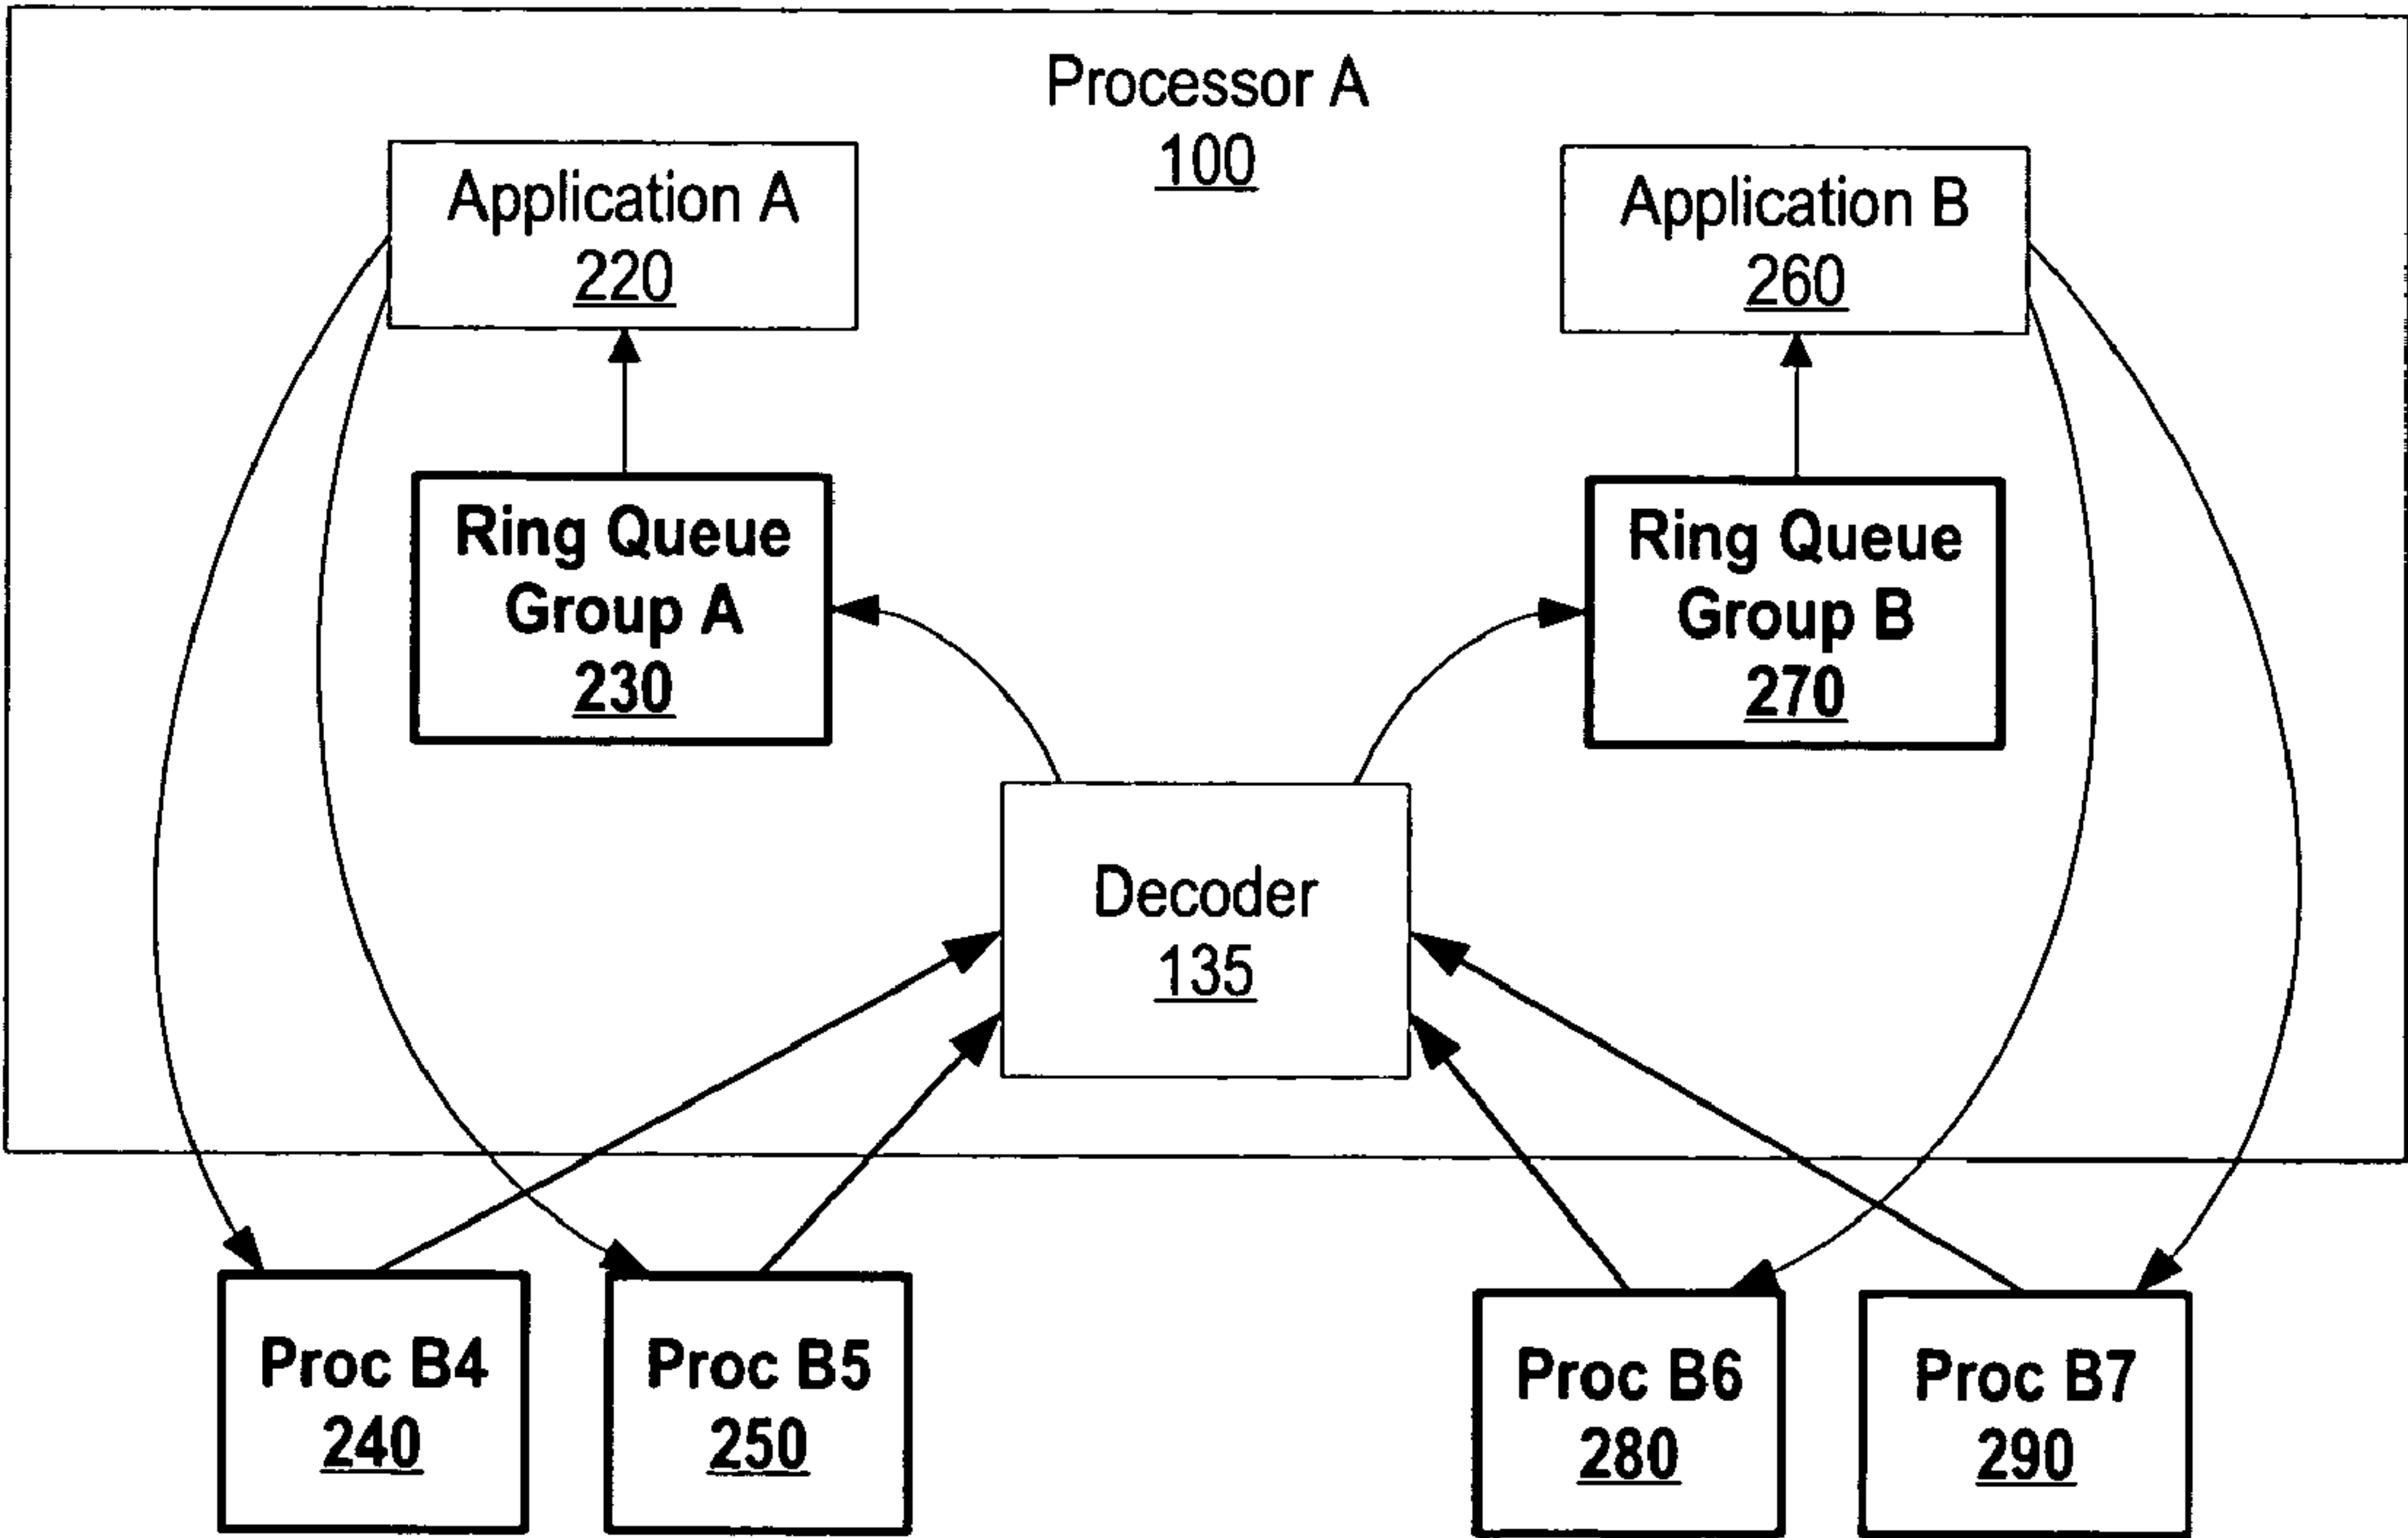 Processor A
100
Application A
220
Application B
260
Ring Queue
Group A
230
Ring Queue
Group B
270
Decoder
135
Proc B4
240
Proc B5
250
Proc B6
280
Proc B7
290